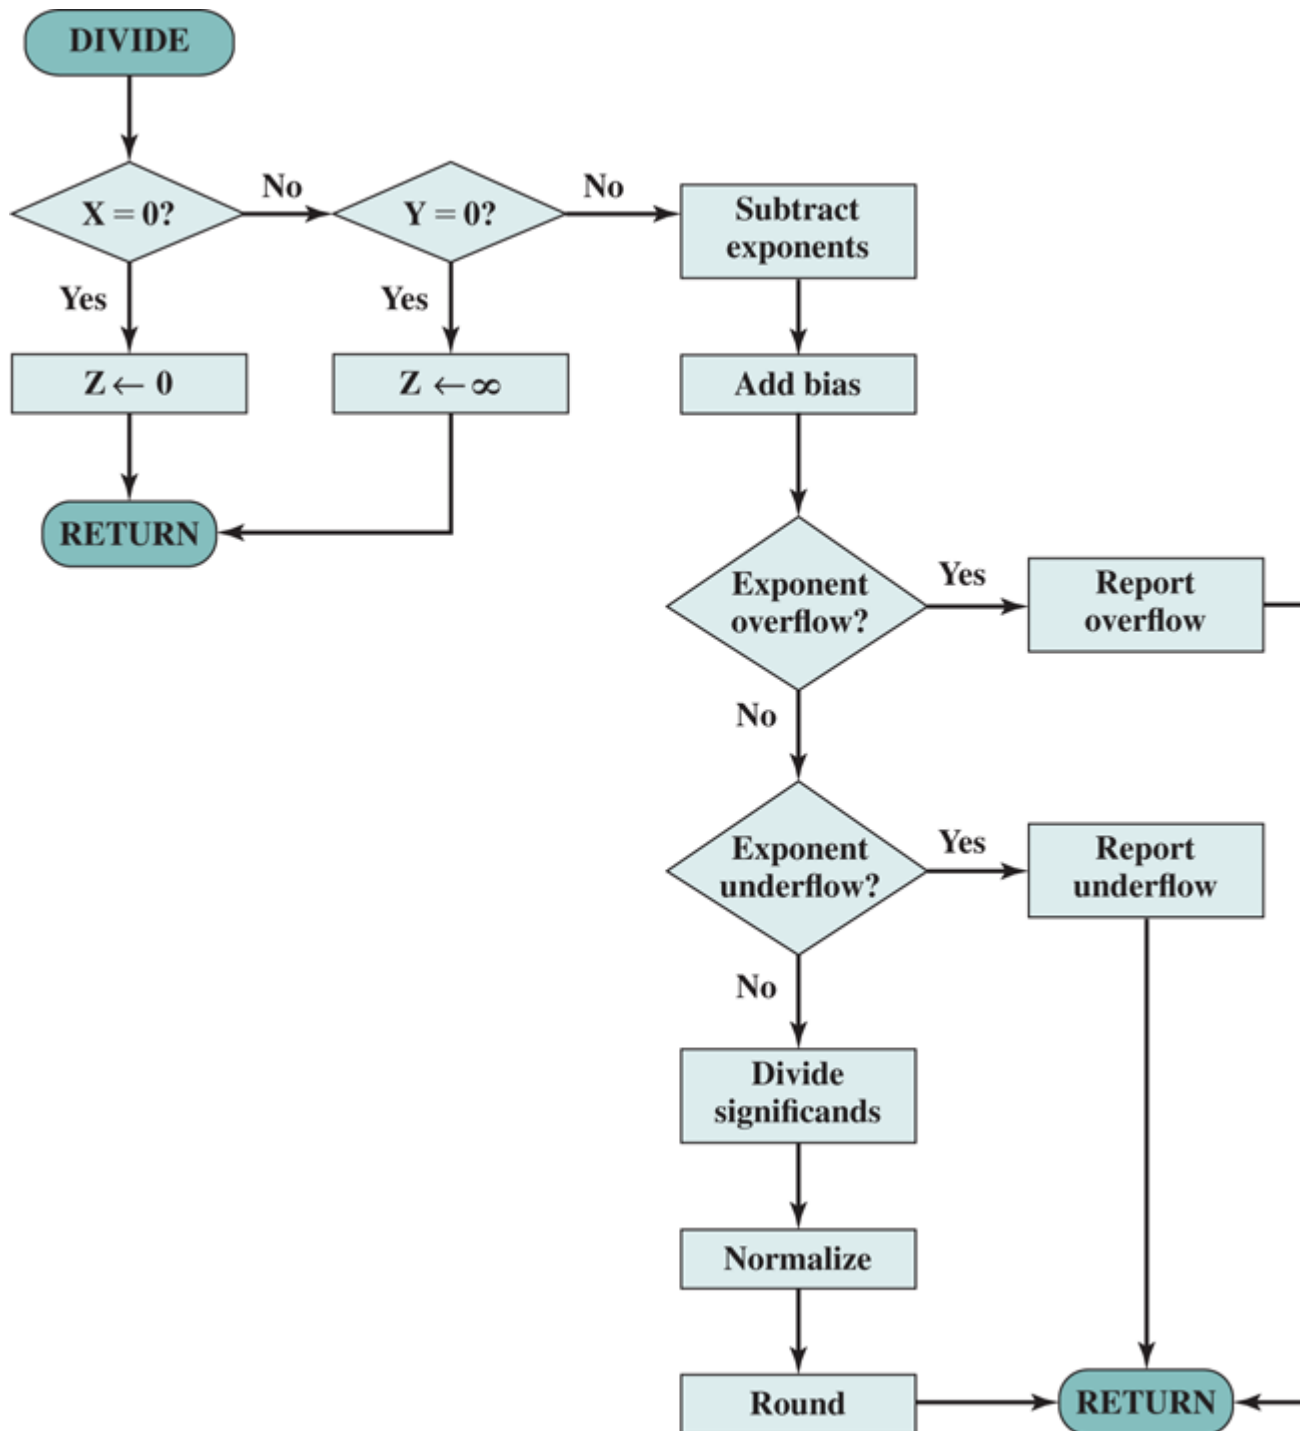 DIVIDE
X = 0?
No
Y = 0?
No
Subtract
exponents
Yes
Yes
Z ← 0
Z ← ∞
Add bias
RETURN
Exponent
overflow?
Yes
Report
overflow
No
Exponent
underflow?
Yes
Report
underflow
No
Divide
significands
Normalize
Round
RETURN